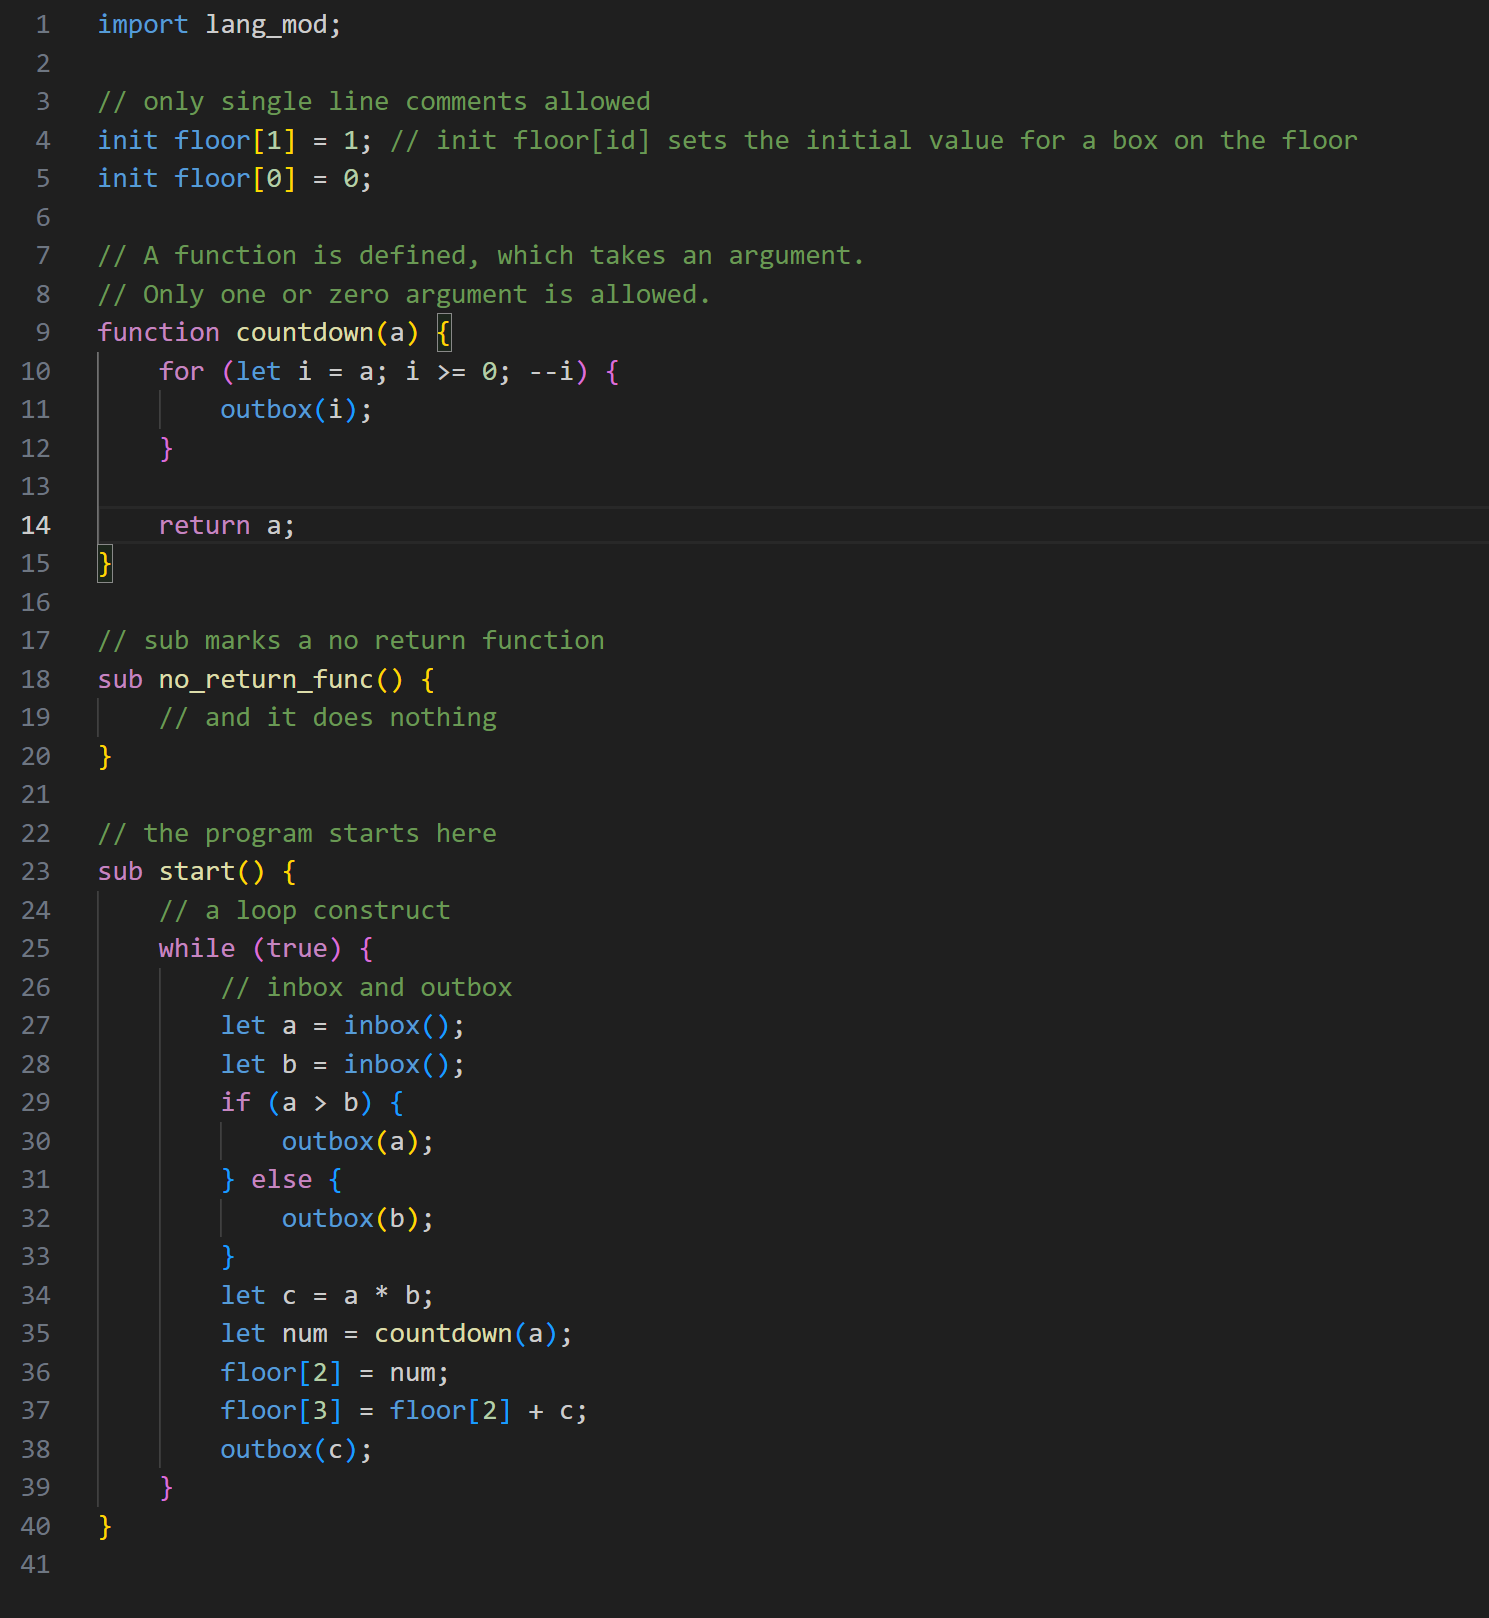 1 import lang_mod;
2
3 // only single line comments allowed
4 init floor[1] = 1; // init floor[id] sets the initial value for a box on the floor
5 init floor[0] = 0;
6
7 // A function is defined, which takes an argument.
8 // Only one or zero argument is allowed.
9 function countdown(a) {
10     for (let i = a; i >= 0; --i) {
11         outbox(i);
12     }
13
14     return a;
15 }
16
17 // sub marks a no return function
18 sub no_return_func() {
19     // and it does nothing
20 }
21
22 // the program starts here
23 sub start() {
24     // a loop construct
25     while (true) {
26         // inbox and outbox
27         let a = inbox();
28         let b = inbox();
29         if (a > b) {
30             outbox(a);
31         } else {
32             outbox(b);
33         }
34         let c = a * b;
35         let num = countdown(a);
36         floor[2] = num;
37         floor[3] = floor[2] + c;
38         outbox(c);
39     }
40 }
41